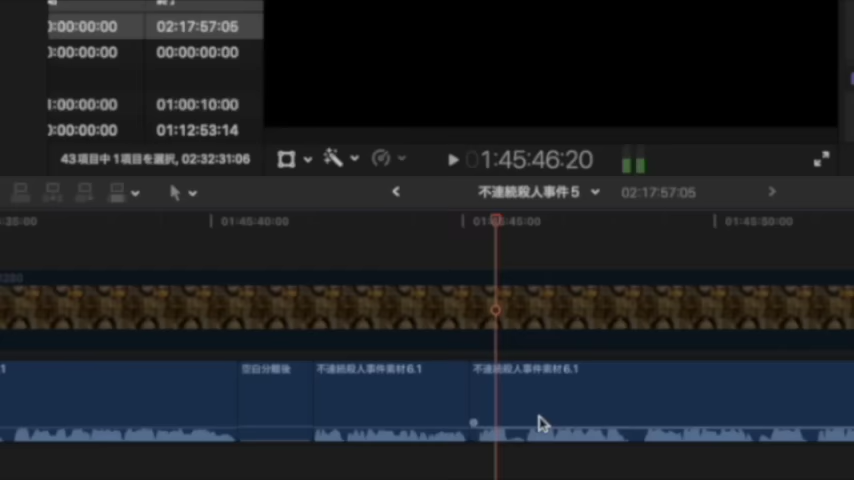 0:00:00:00 02:17:57:05
0:00:00:00 00:00:00:00
1:00:00:00 01:00:10:00
0:00:00:00 01:12:53:14
43項目中 1項目を選択, 02:32:31:06
01:45:46:20
不連続殺人事件5 02:17:57:05
01:45:40:00 01:45:45:00 01:45:50:00
空白分離後 不連続殺人事件素材6.1 不連続殺人事件素材6.1